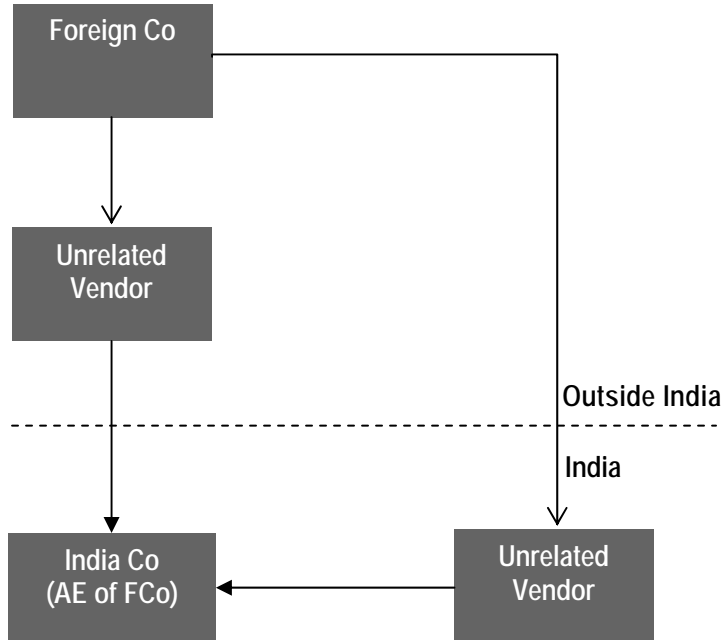 Foreign Co
Unrelated
Vendor
Outside India
India
India Co
(AE of FCo)
Unrelated
Vendor